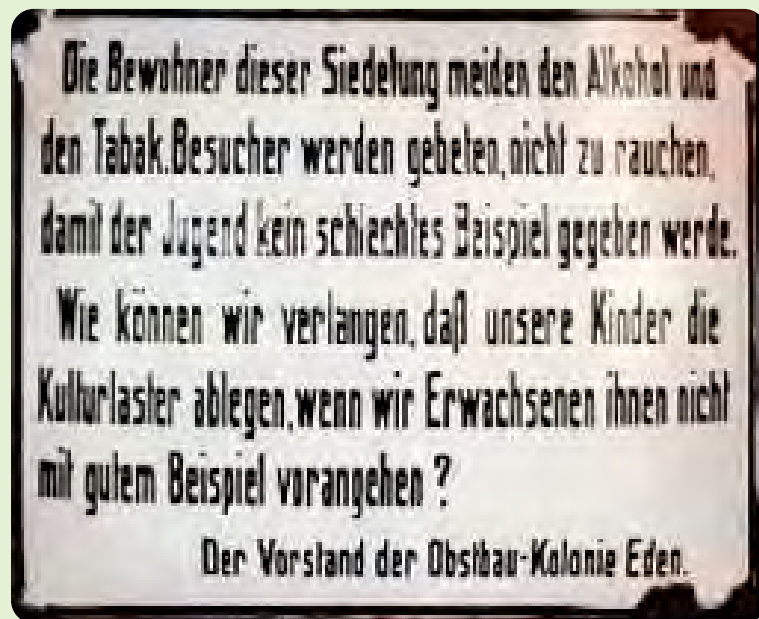 Die Bewohner dieser Siedelung meiden den Alkohol und
den Tabak. Besucher werden gebeten, nicht zu rauchen,
damit der Jugend kein schlechtes Beispiel gegeben werde.
Wie können wir verlangen, daß unsere Kinder die
Kulturlaster ablegen, wenn wir Erwachsenen ihnen nicht
mit gutem Beispiel vorangehen ?
Der Vorstand der Obstbau-Kolonie Eden.